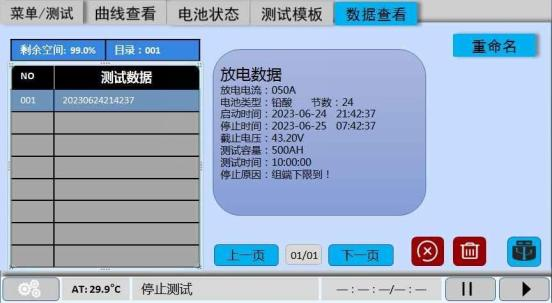 菜单/测试 曲线查看 电池状态 测试模板 数据查看
剩余空间: 99.0% 目录：001
重命名
NO 测试数据
001 20230624214237
放电数据
放电电流：050A
电池类型：铅酸 节数：24
启动时间：2023-06-24 21:42:37
停止时间：2023-06-25 07:42:37
截止电压：43.20V
测试容量：500AH
测试时间：10:00:00
停止原因：组端下限到！
上一页 01/01 下一页
AT: 29.9°C 停止测试 — : — : —/— : —